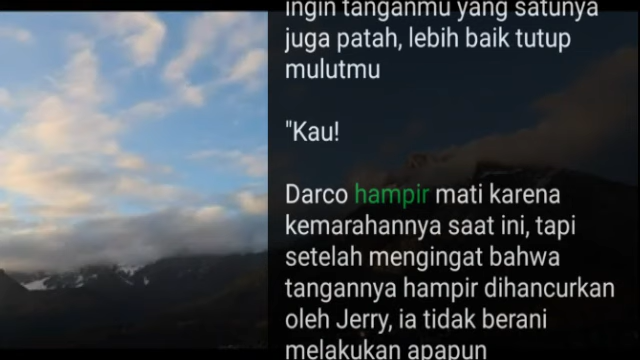 ingin tanganmu yang satunya
juga patah, lebih baik tutup
mulutmu
"Kau!
Darco hampir mati karena
kemarahannya saat ini, tapi
setelah mengingat bahwa
tangannya hampir dihancurkan
oleh Jerry, ia tidak berani
melakukan apapun